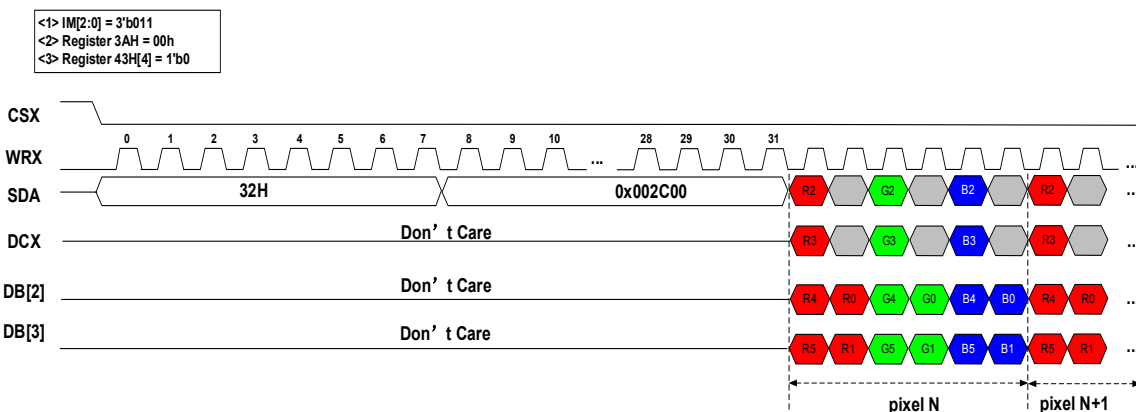 <1> IM[2:0] = 3'b011
<2> Register 3AH = 00h
<3> Register 43H[4] = 1'b0
CSX
0 1 2 3 4 5 6 7 8 9 10 28 29 30 31
WRX ... ...
SDA 32H 0x002C00 R2 G2 B2 R2 ...
DCX Don't Care R3 G3 B3 R3 ...
DB[2] Don't Care R4 R0 G4 G0 B4 B0 R4 R0 ...
DB[3] Don't Care R5 R1 G5 G1 B5 B1 R5 R1 ...
pixel N pixel N+1